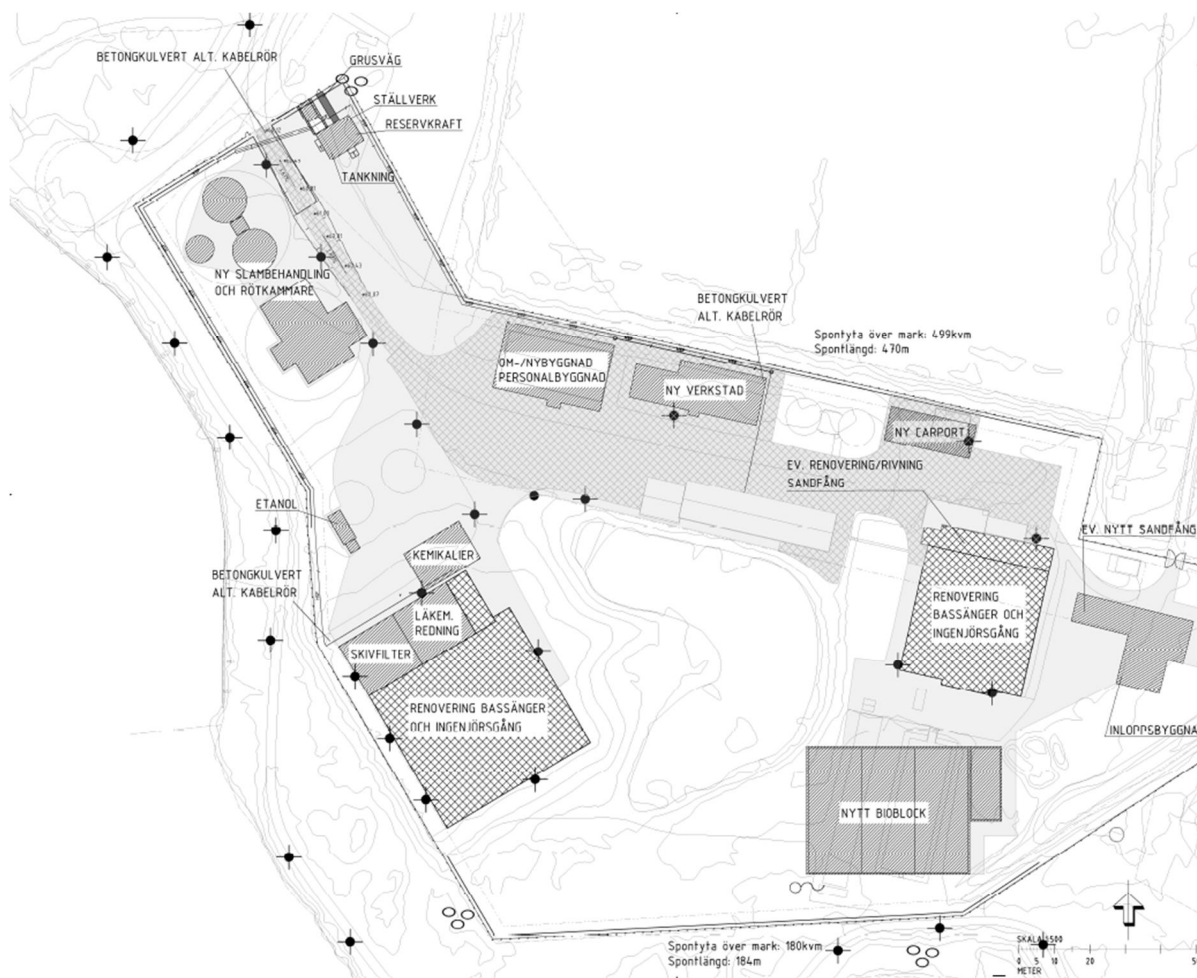 BETONGKULVERT ALT. KABELRÖR
GRUSVÄG
STÄLLVERK
RESERVKRAFT
TANKNING
NY SLAMBEHANDLING
OCH RÖTKAMMARE
BETONGKULVERT
ALT. KABELRÖR
Spontyta över mark: 499kvm
Spontlängd: 470m
OM-/NYBYGGNAD
PERSONALBYGGNAD
NY VERKSTAD
NY CARPORT
EV. RENOVERING/RIVNING
SANDFÅNG
ETANOL
EV. NYTT SANDFÅNG
KEMIKALIER
BETONGKULVERT
ALT. KABELRÖR
LÄKEM.
REDNING
SKIVFILTER
RENOVERING
BASSÄNGER OCH
INGENJÖRSGÅNG
RENOVERING BASSÄNGER
OCH INGENJÖRSGÅNG
INLOPPSBYGGNA
NYTT BIOBLOCK
Spontyta över mark: 180kvm
Spontlängd: 184m
SKALA
0 5 10 20
METER